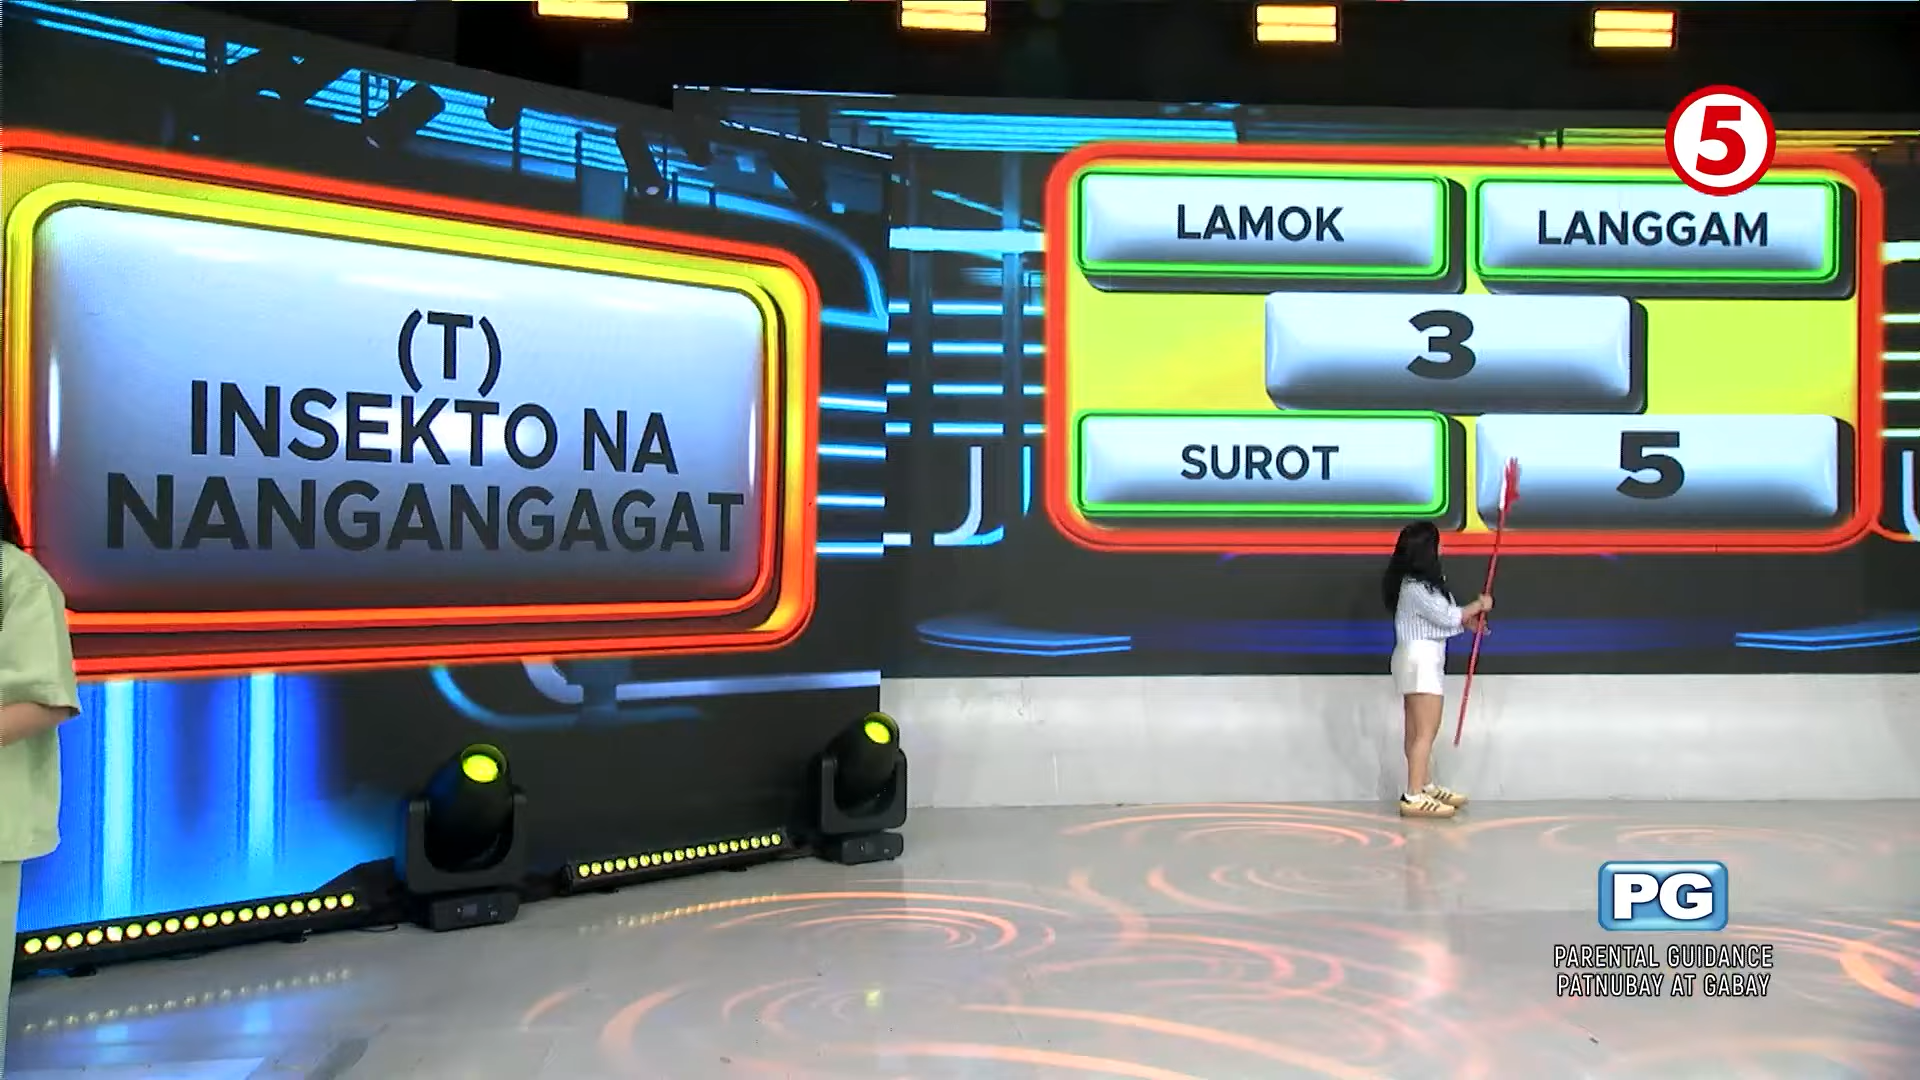 (T)
INSEKTO NA
NANGANGAGAT
5
LAMOK
LANGGAM
3
SUROT
5
PG
PARENTAL GUIDANCE
PATNUBAY AT GABAY